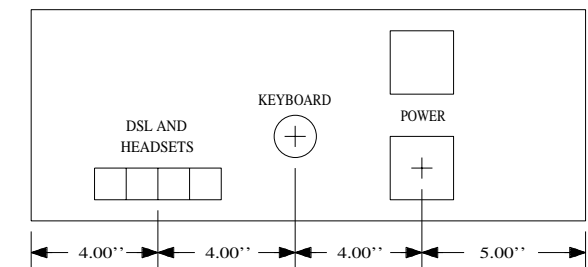 KEYBOARD
POWER
DSL AND
HEADSETS
4.00’’
4.00’’
4.00’’
5.00’’